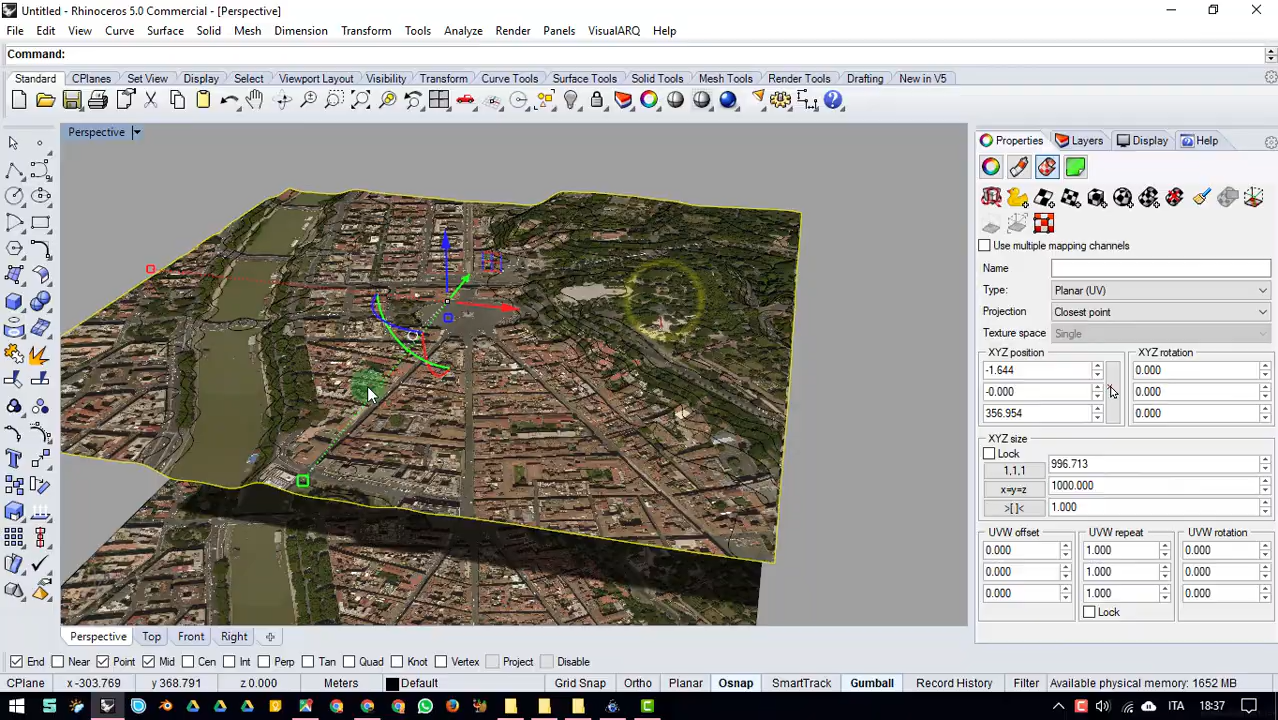 Untitled - Rhinoceros 5.0 Commercial - [Perspective]
File Edit View Curve Surface Solid Mesh Dimension Transform Tools Analyze Render Panels VisualARQ Help
Command:
Standard CPlanes Set View Display Select Viewport Layout Visibility Transform Curve Tools Surface Tools Solid Tools Mesh Tools Render Tools Drafting New in V5
Perspective
Properties Layers Display Help
Use multiple mapping channels
Name
Type: Planar (UV)
Projection Closest point
Texture space Single
XYZ position XYZ rotation
-1.644 0.000
-0.000 0.000
356.954 0.000
XYZ size
Lock 996.713
1,1,1
x=y=z 1000.000
>[ ]< 1.000
UVW offset UVW repeat UVW rotation
0.000 1.000 0.000
0.000 1.000 0.000
0.000 1.000 0.000
Lock
Perspective Top Front Right
End Near Point Mid Cen Int Perp Tan Quad Knot Vertex Project Disable
CPlane x -303.769 y 368.791 z 0.000 Meters Default Grid Snap Ortho Planar Osnap SmartTrack Gumball Record History Filter Available physical memory: 1652 MB
ITA 18:37